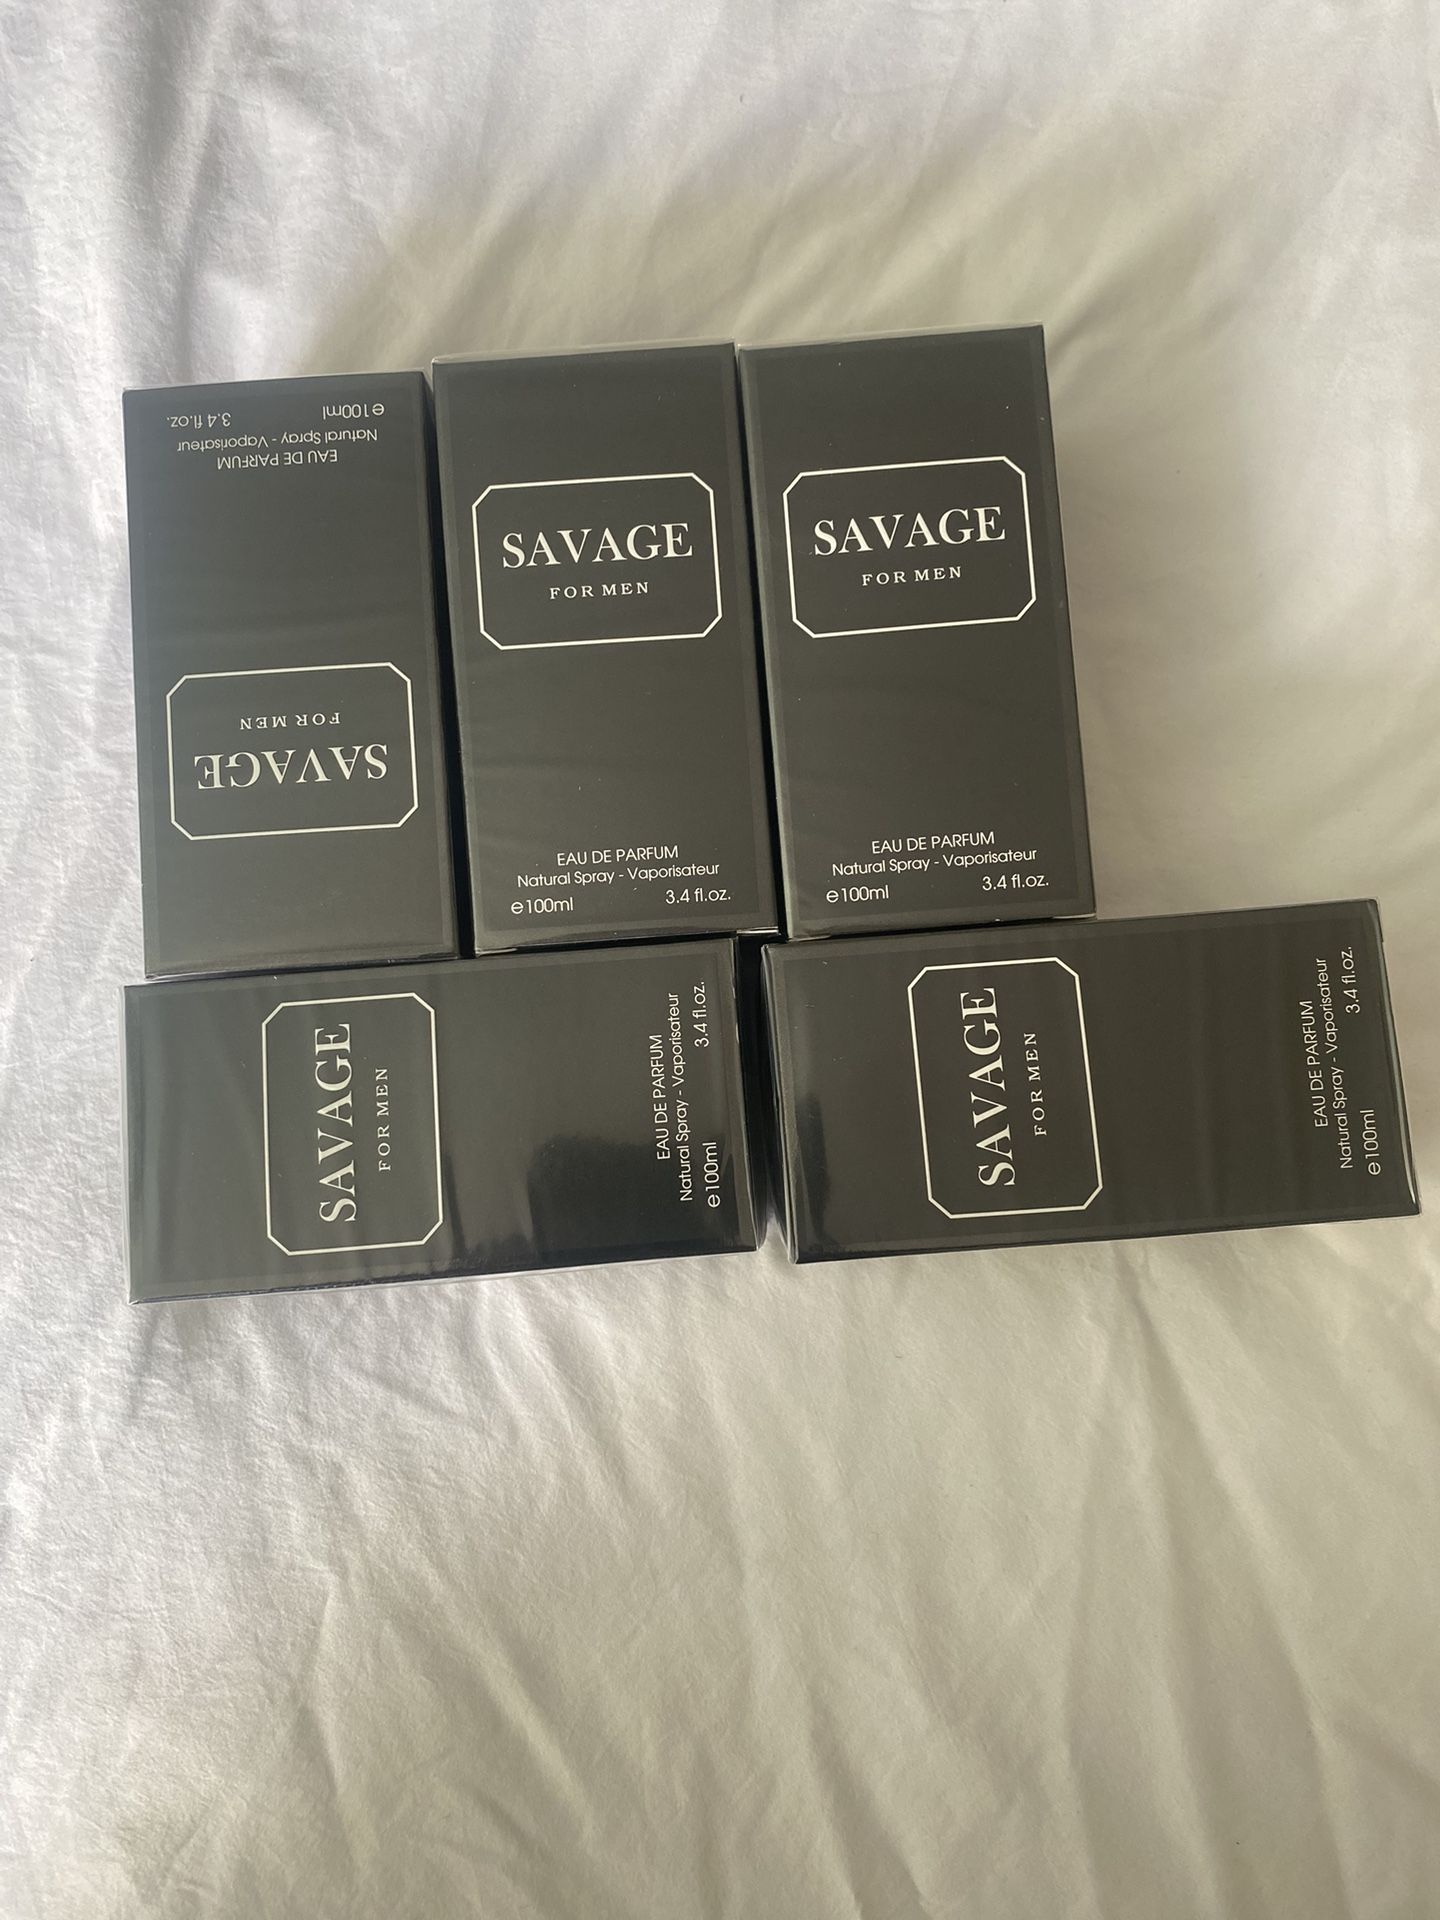 EAU DE PARFUM
Natural Spray - Vaporisateur
e100ml 3.4 fl.oz.
SAVAGE
FOR MEN
SAVAGE
FOR MEN
EAU DE PARFUM
Natural Spray - Vaporisateur
e100ml 3.4 fl.oz.
SAVAGE
FOR MEN
EAU DE PARFUM
Natural Spray - Vaporisateur
e100ml 3.4 fl.oz.
SAVAGE
FOR MEN
EAU DE PARFUM
Natural Spray - Vaporisateur
e100ml 3.4 fl.oz.
SAVAGE
FOR MEN
EAU DE PARFUM
Natural Spray - Vaporisateur
e100ml 3.4 fl.oz.